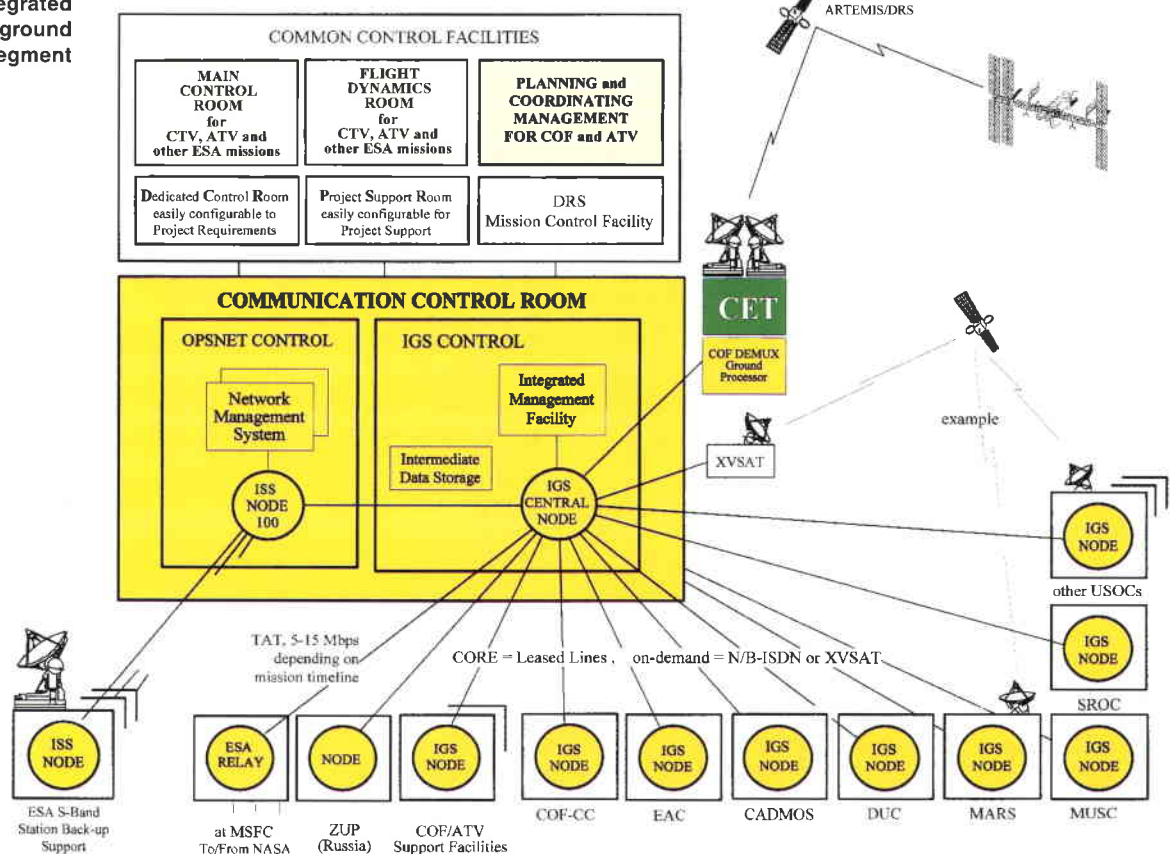 egrated
ground
egment
ARTEMIS/DRS
COMMON CONTROL FACILITIES
MAIN
CONTROL
ROOM
for
CTV, ATV and
other ESA missions
FLIGHT
DYNAMICS
ROOM
for
CTV, ATV and
other ESA missions
PLANNING and
COORDINATING
MANAGEMENT
FOR COF and ATV
Dedicated Control Room
easily configurable to
Project Requirements
Project Support Room
easily configurable for
Project Support
DRS
Mission Control Facility
COMMUNICATION CONTROL ROOM
OPSNET CONTROL
Network
Management
System
ISS
NODE
100
IGS CONTROL
Integrated
Management
Facility
Intermediate
Data Storage
IGS
CENTRAL
NODE
CET
COF DEMUX
Ground
Processor
XVSAT
example
IGS
NODE
other USOCs
IGS
NODE
SROC
TAT, 5-15 Mbps
depending on
mission timeline
CORE = Leased Lines , on-demand = N/B-ISDN or XVSAT
ISS
NODE
ESA S-Band
Station Back-up
Support
ESA
RELAY
at MSFC
To/From NASA
NODE
ZUP
(Russia)
IGS
NODE
COF/ATV
Support Facilities
IGS
NODE
COF-CC
IGS
NODE
EAC
IGS
NODE
CADMOS
IGS
NODE
DUC
IGS
NODE
MARS
IGS
NODE
MUSC